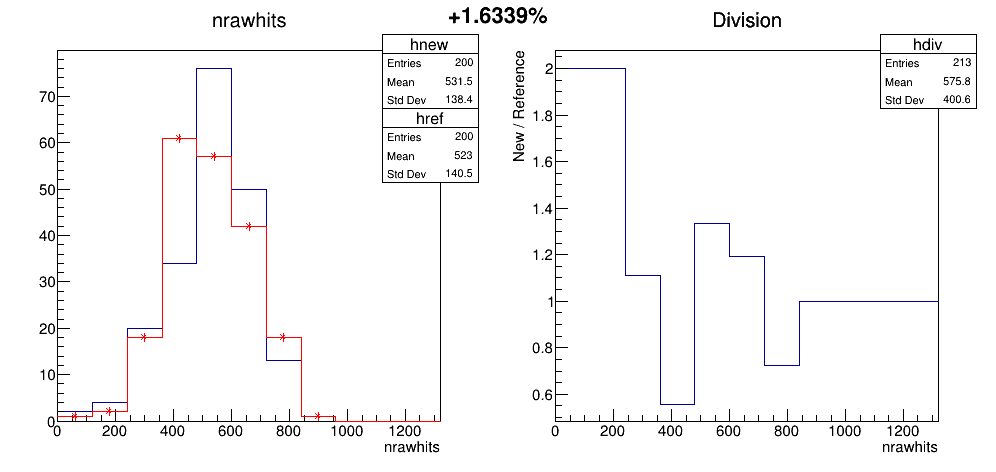 nrawhits
+1.6339%
Division
hnew
Entries 200
Mean 531.5
Std Dev 138.4
href
Entries 200
Mean 523
Std Dev 140.5
70
60
50
40
30
20
10
0
0 200 400 600 800 1000 1200
nrawhits
hdiv
Entries 213
Mean 575.8
Std Dev 400.6
New / Reference
2
1.8
1.6
1.4
1.2
1
0.8
0.6
0 200 400 600 800 1000 1200
nrawhits